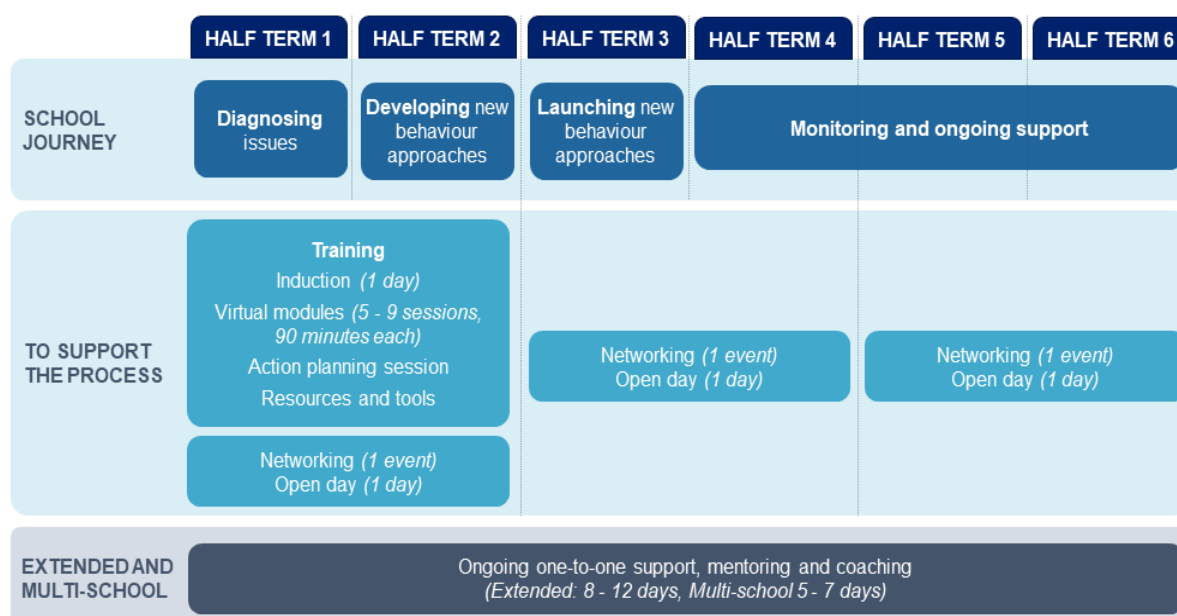 HALF TERM 1
HALF TERM 2
HALF TERM 3
HALF TERM 4
HALF TERM 5
HALF TERM 6
SCHOOL
JOURNEY
Diagnosing
issues
Developing new
behaviour
approaches
Launching new
behaviour
approaches
Monitoring and ongoing support
TO SUPPORT
THE PROCESS
Training
Induction (1 day)
Virtual modules (5 - 9 sessions,
90 minutes each)
Action planning session
Resources and tools
Networking (1 event)
Open day (1 day)
Networking (1 event)
Open day (1 day)
Networking (1 event)
Open day (1 day)
EXTENDED AND
MULTI-SCHOOL
Ongoing one-to-one support, mentoring and coaching
(Extended: 8 - 12 days, Multi-school 5 - 7 days)